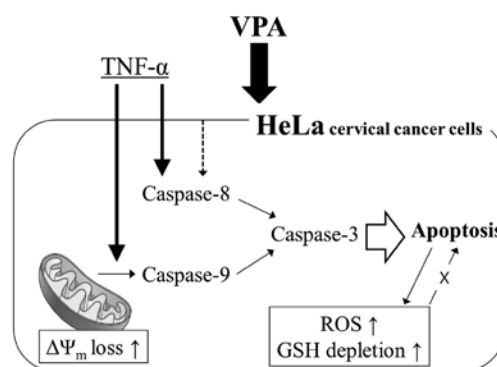 VPA
TNF-α
HeLa cervical cancer cells
Caspase-8
Caspase-3
Apoptosis
Caspase-9
X
ΔΨm loss ↑
ROS ↑
GSH depletion ↑